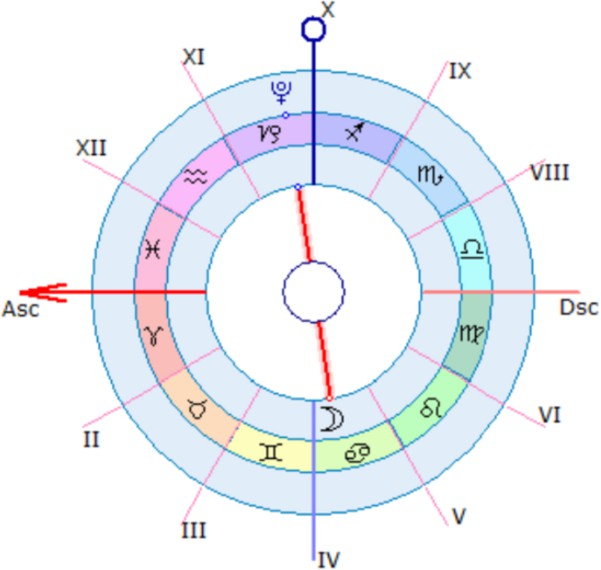 X
XI
IX
♇
♑
♐
XII
♒
♏
VIII
♓
♎
Asc
Dsc
♈
♍
II
♉
♌
VI
☽
♊
♋
III
V
IV